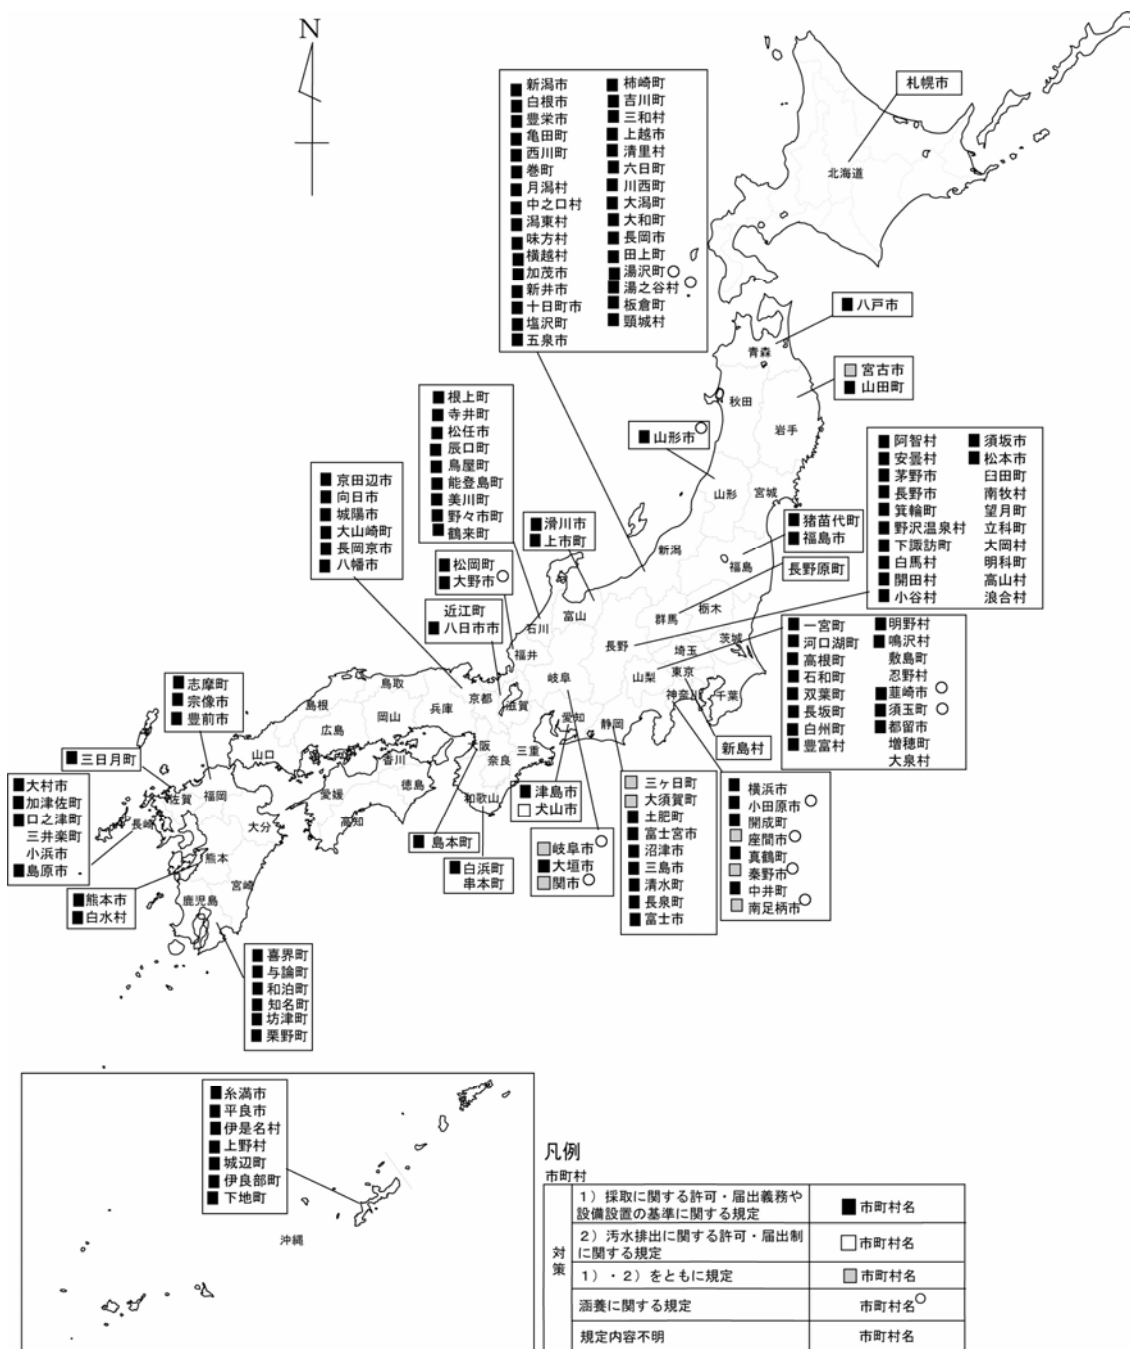 N
札幌市
北海道
新潟市
白根市
豊栄市
亀田町
西川町
巻町
月潟村
中之口村
潟東村
味方村
横越村
加茂市
新井市
十日町市
塩沢町
五泉市
柿崎町
吉川町
三和村
上越市
清里村
六日町
川西町
大潟町
大和町
長岡市
田上町
湯沢町○
湯之谷村○
板倉町
頸城村
八戸市
青森
宮古市
山田町
秋田
岩手
山形市○
山形
宮城
根上町
寺井町
松任市
辰口町
鳥屋町
能登島町
美川町
野々市町
鶴来町
京田辺市
向日市
城陽市
大山崎町
長岡京市
八幡市
滑川市
上市町
松岡町
大野市○
近江町
八日市市
猪苗代町
福島市
長野原町
新潟
福島
阿智村
安曇村
茅野市
長野市
箕輪町
野沢温泉村
下諏訪町
白馬村
開田村
小谷村
須坂市
松本市
臼田町
南牧村
望月町
立科町
大岡村
明科町
高山村
浪合村
富山
石川
福井
長野
群馬
栃木
茨城
埼玉
東京
山梨
神奈川
千葉
岐阜
愛知
静岡
滋賀
京都
兵庫
鳥取
岡山
島根
広島
山口
大阪
奈良
三重
和歌山
香川
徳島
愛媛
高知
一宮町
河口湖町
高根町
石和町
双葉町
長坂町
白州町
豊富村
明野村
鳴沢村
敷島町
忍野村
韮崎市○
須玉町○
都留市
増穂町
大泉村
新島村
志摩町
宗像市
豊前市
三日月町
大村市
加津佐町
口之津町
三井楽町
小浜市
島原市
佐賀
福岡
長崎
大分
熊本
宮崎
鹿児島
熊本市
白水村
島本町
白浜町
串本町
津島市
犬山市
岐阜市○
大垣市
関市○
三ヶ日町
大須賀町
土肥町
富士宮市
沼津市
三島市
清水町
長泉町
富士市
横浜市
小田原市○
開成町
座間市○
真鶴町
秦野市○
中井町
南足柄市○
喜界町
与論町
和泊町
知名町
坊津町
栗野町
糸満市
平良市
伊是名村
上野村
城辺町
伊良部町
下地町
沖縄
凡例
市町村
対策
1）採取に関する許可・届出義務や
設備設置の基準に関する規定
市町村名
2）汚水排出に関する許可・届出制
に関する規定
市町村名
1）・2）をともに規定
市町村名
涵養に関する規定
市町村名○
規定内容不明
市町村名